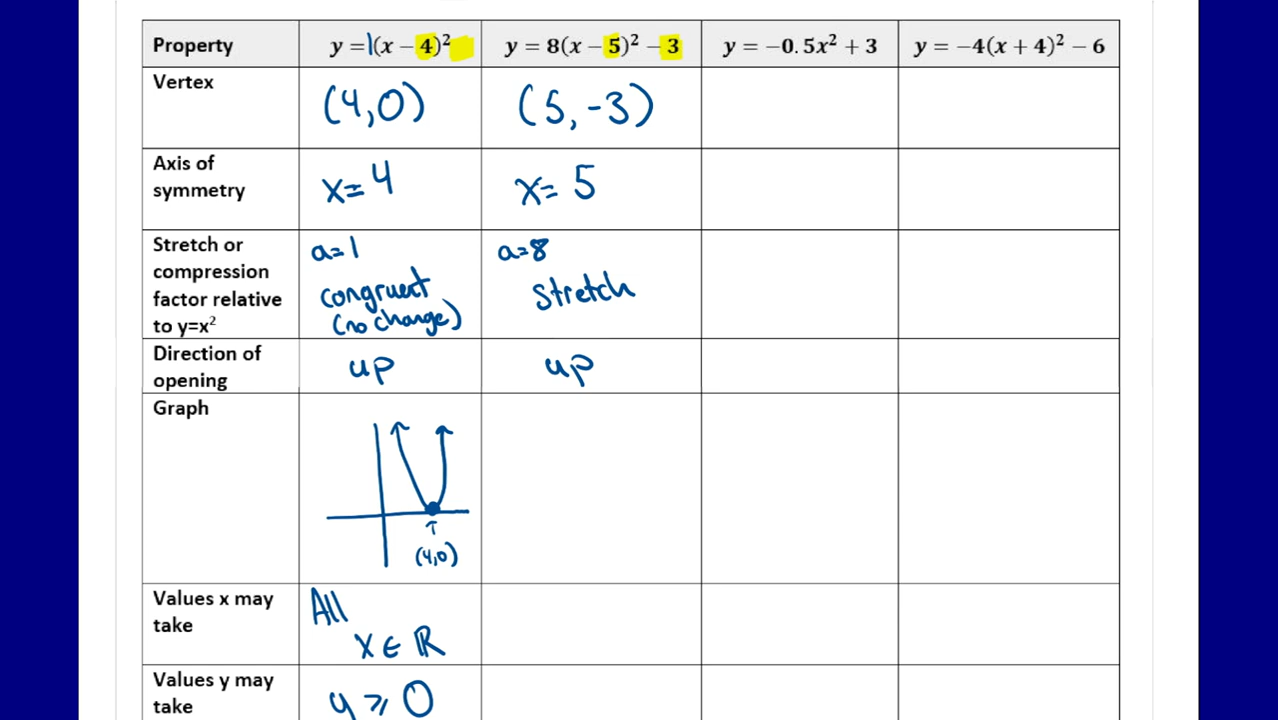 Property y = 1(x − 4)² y = 8(x − 5)² − 3 y = −0.5x² + 3 y = −4(x + 4)² − 6
Vertex
(4,0) (5,-3)
Axis of
symmetry
x= 4 x= 5
Stretch or
compression
factor relative
to y=x²
a=1
congruent
(no change)
a=8
stretch
Direction of
opening
up up
Graph
↑
(4,0)
Values x may
take
All
x ∈ ℝ
Values y may
take
y ⩾ 0